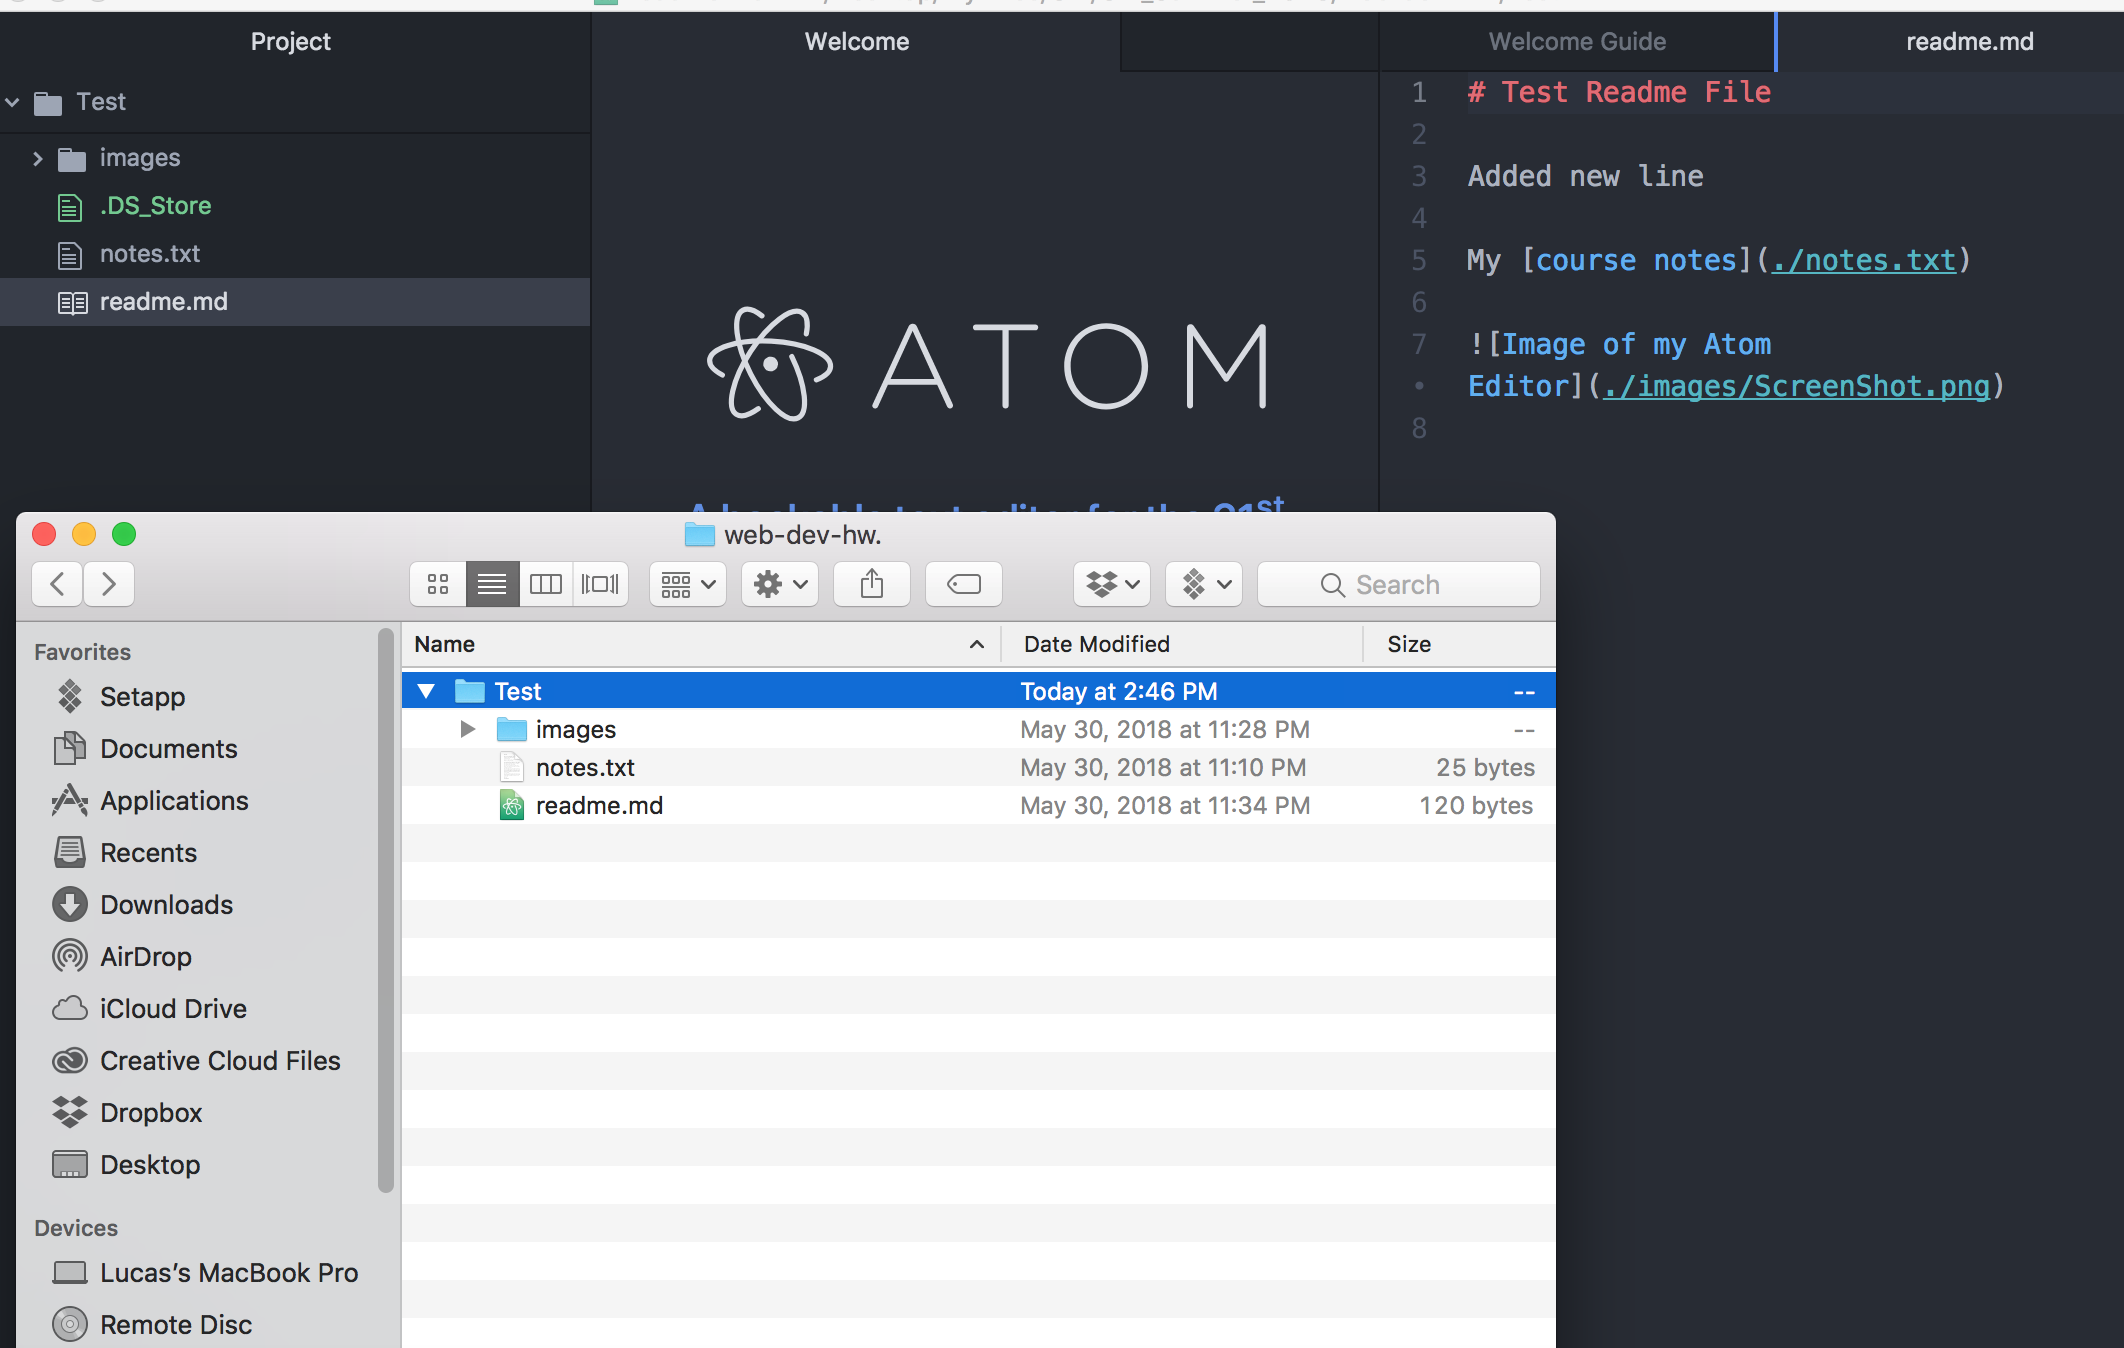 Project
Welcome
Welcome Guide
readme.md
Test
images
.DS_Store
notes.txt
readme.md
ATOM
1 # Test Readme File
2
3 Added new line
4
5 My [course notes](./notes.txt)
6
7 ![Image of my Atom
• Editor](./images/ScreenShot.png)
8
web-dev-hw.
Search
Favorites
Setapp
Documents
Applications
Recents
Downloads
AirDrop
iCloud Drive
Creative Cloud Files
Dropbox
Desktop
Devices
Lucas’s MacBook Pro
Remote Disc
Name Date Modified Size
Test Today at 2:46 PM --
images May 30, 2018 at 11:28 PM --
notes.txt May 30, 2018 at 11:10 PM 25 bytes
readme.md May 30, 2018 at 11:34 PM 120 bytes